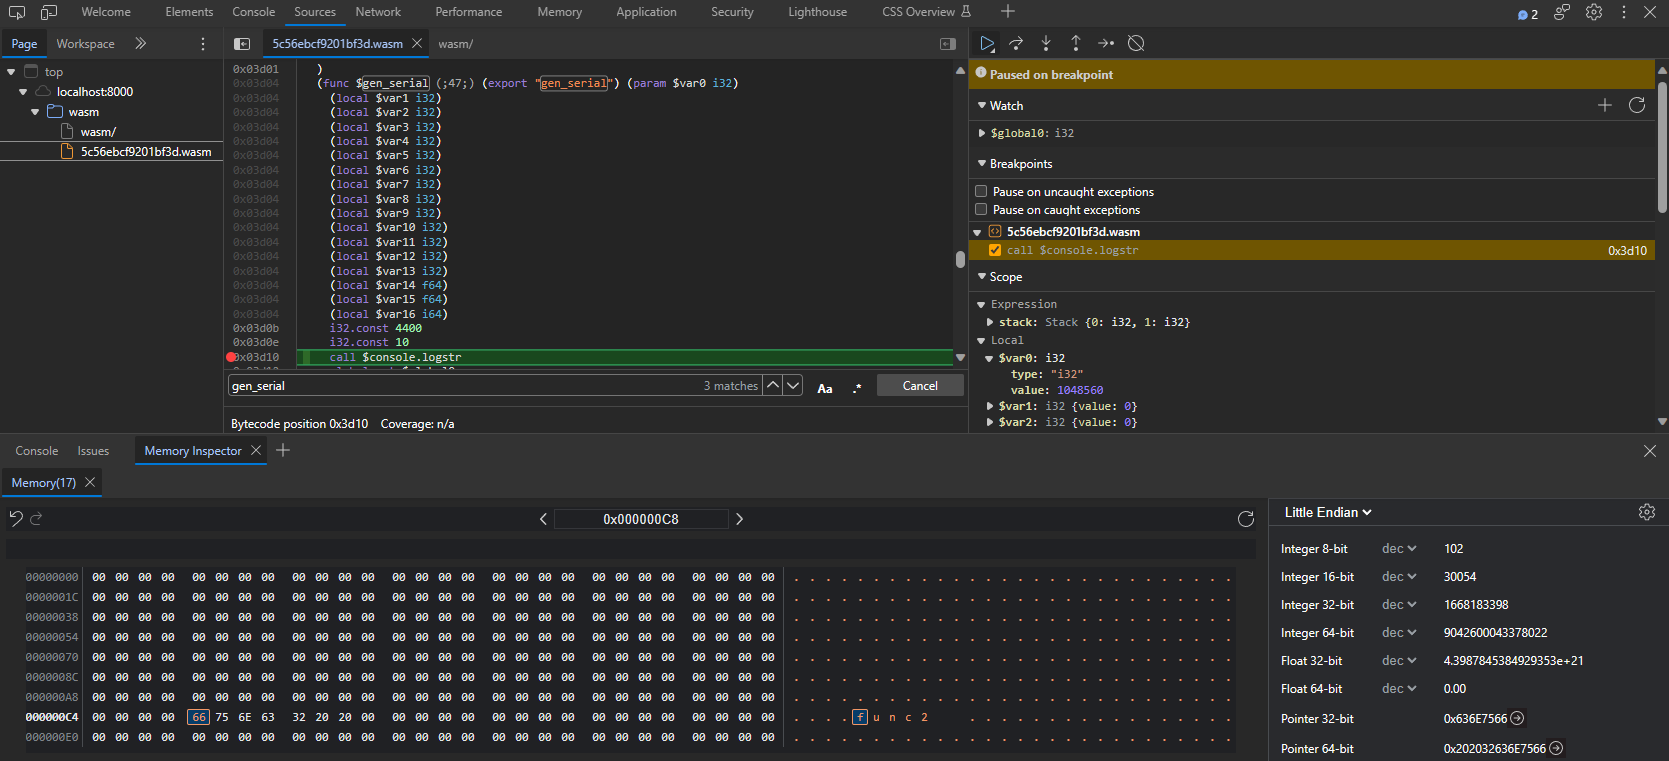 Welcome Elements Console Sources Network Performance Memory Application Security Lighthouse CSS Overview 2
Page Workspace
top
localhost:8000
wasm
wasm/
5c56ebcf9201bf3d.wasm
5c56ebcf9201bf3d.wasm wasm/
0x03d01 )
0x03d04 (func $gen_serial (;47;) (export "gen_serial") (param $var0 i32)
0x03d04 (local $var1 i32)
0x03d04 (local $var2 i32)
0x03d04 (local $var3 i32)
0x03d04 (local $var4 i32)
0x03d04 (local $var5 i32)
0x03d04 (local $var6 i32)
0x03d04 (local $var7 i32)
0x03d04 (local $var8 i32)
0x03d04 (local $var9 i32)
0x03d04 (local $var10 i32)
0x03d04 (local $var11 i32)
0x03d04 (local $var12 i32)
0x03d04 (local $var13 i32)
0x03d04 (local $var14 f64)
0x03d04 (local $var15 f64)
0x03d04 (local $var16 i64)
0x03d0b i32.const 4400
0x03d0e i32.const 10
0x03d10 call $console.logstr
gen_serial 3 matches Aa .* Cancel
Bytecode position 0x3d10 Coverage: n/a
Paused on breakpoint
Watch
$global0: i32
Breakpoints
Pause on uncaught exceptions
Pause on caught exceptions
5c56ebcf9201bf3d.wasm
call $console.logstr 0x3d10
Scope
Expression
stack: Stack {0: i32, 1: i32}
Local
$var0: i32
type: "i32"
value: 1048560
$var1: i32 {value: 0}
$var2: i32 {value: 0}
Console Issues Memory Inspector
Memory(17)
0x000000C8
00000000 00 00 00 00 00 00 00 00 00 00 00 00 00 00 00 00 00 00 00 00 00 00 00 00 00 00 00 00 . . . . . . . . . . . . . . . . . . . . . . . . . . . .
0000001C 00 00 00 00 00 00 00 00 00 00 00 00 00 00 00 00 00 00 00 00 00 00 00 00 00 00 00 00 . . . . . . . . . . . . . . . . . . . . . . . . . . . .
00000038 00 00 00 00 00 00 00 00 00 00 00 00 00 00 00 00 00 00 00 00 00 00 00 00 00 00 00 00 . . . . . . . . . . . . . . . . . . . . . . . . . . . .
00000054 00 00 00 00 00 00 00 00 00 00 00 00 00 00 00 00 00 00 00 00 00 00 00 00 00 00 00 00 . . . . . . . . . . . . . . . . . . . . . . . . . . . .
00000070 00 00 00 00 00 00 00 00 00 00 00 00 00 00 00 00 00 00 00 00 00 00 00 00 00 00 00 00 . . . . . . . . . . . . . . . . . . . . . . . . . . . .
0000008C 00 00 00 00 00 00 00 00 00 00 00 00 00 00 00 00 00 00 00 00 00 00 00 00 00 00 00 00 . . . . . . . . . . . . . . . . . . . . . . . . . . . .
000000A8 00 00 00 00 00 00 00 00 00 00 00 00 00 00 00 00 00 00 00 00 00 00 00 00 00 00 00 00 . . . . . . . . . . . . . . . . . . . . . . . . . . . .
000000C4 00 00 00 00 66 75 6E 63 32 20 20 00 00 00 00 00 00 00 00 00 00 00 00 00 00 00 00 00 . . . . f u n c 2 . . . . . . . . . . . . . . . . .
000000E0 00 00 00 00 00 00 00 00 00 00 00 00 00 00 00 00 00 00 00 00 00 00 00 00 00 00 00 00 . . . . . . . . . . . . . . . . . . . . . . . . . . . .
Little Endian
Integer 8-bit dec 102
Integer 16-bit dec 30054
Integer 32-bit dec 1668183398
Integer 64-bit dec 9042600043378022
Float 32-bit dec 4.3987845384929353e+21
Float 64-bit dec 0.00
Pointer 32-bit 0x636E7566
Pointer 64-bit 0x202032636E7566